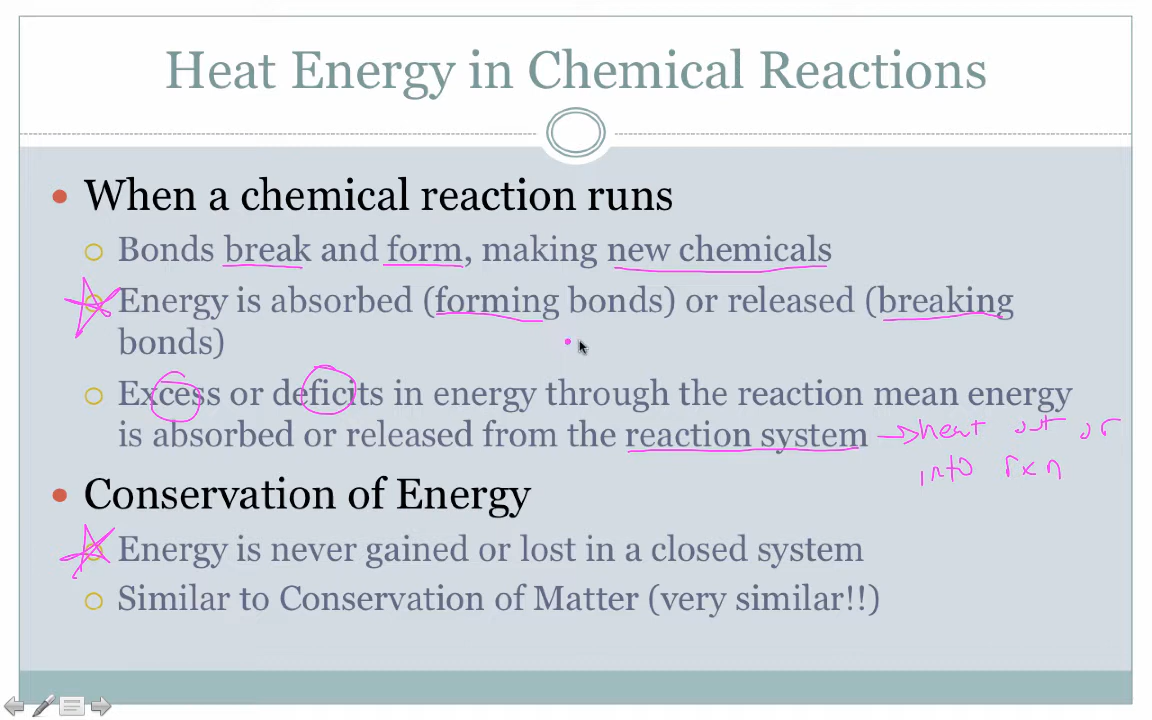 Heat Energy in Chemical Reactions
When a chemical reaction runs
Bonds break and form, making new chemicals
Energy is absorbed (forming bonds) or released (breaking
bonds)
Excess or deficits in energy through the reaction mean energy
is absorbed or released from the reaction system → heat out or
into rxn
Conservation of Energy
Energy is never gained or lost in a closed system
Similar to Conservation of Matter (very similar!!)